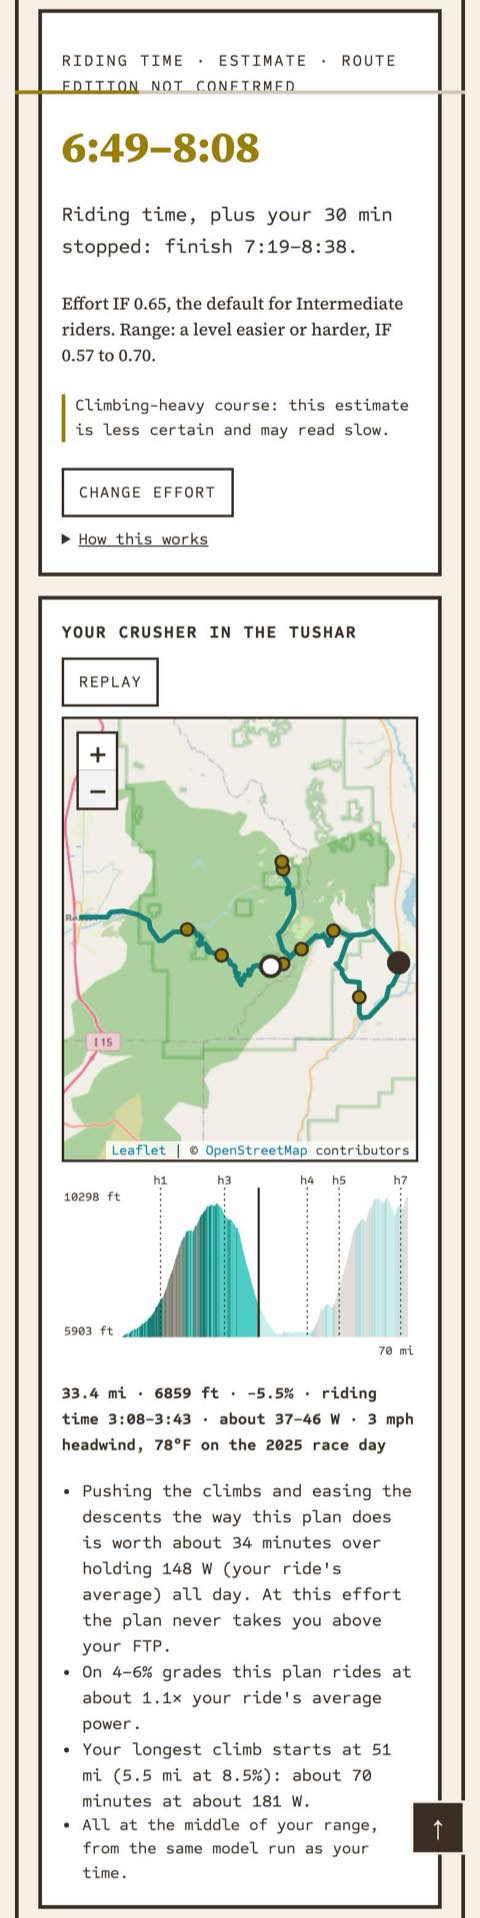 RIDING TIME · ESTIMATE · ROUTE
EDITION NOT CONFIRMED
6:49–8:08
Riding time, plus your 30 min
stopped: finish 7:19–8:38.
Effort IF 0.65, the default for Intermediate
riders. Range: a level easier or harder, IF
0.57 to 0.70.
Climbing-heavy course: this estimate
is less certain and may read slow.
CHANGE EFFORT
▶ How this works
YOUR CRUSHER IN THE TUSHAR
REPLAY
+
−
I 15
Leaflet | © OpenStreetMap contributors
h1 h3 h4 h5 h7
10298 ft
5903 ft
70 mi
33.4 mi · 6859 ft · -5.5% · riding
time 3:08–3:43 · about 37–46 W · 3 mph
headwind, 78°F on the 2025 race day
• Pushing the climbs and easing the
descents the way this plan does
is worth about 34 minutes over
holding 148 W (your ride's
average) all day. At this effort
the plan never takes you above
your FTP.
• On 4–6% grades this plan rides at
about 1.1× your ride's average
power.
• Your longest climb starts at 51
mi (5.5 mi at 8.5%): about 70
minutes at about 181 W.
• All at the middle of your range,
from the same model run as your
time.
↑